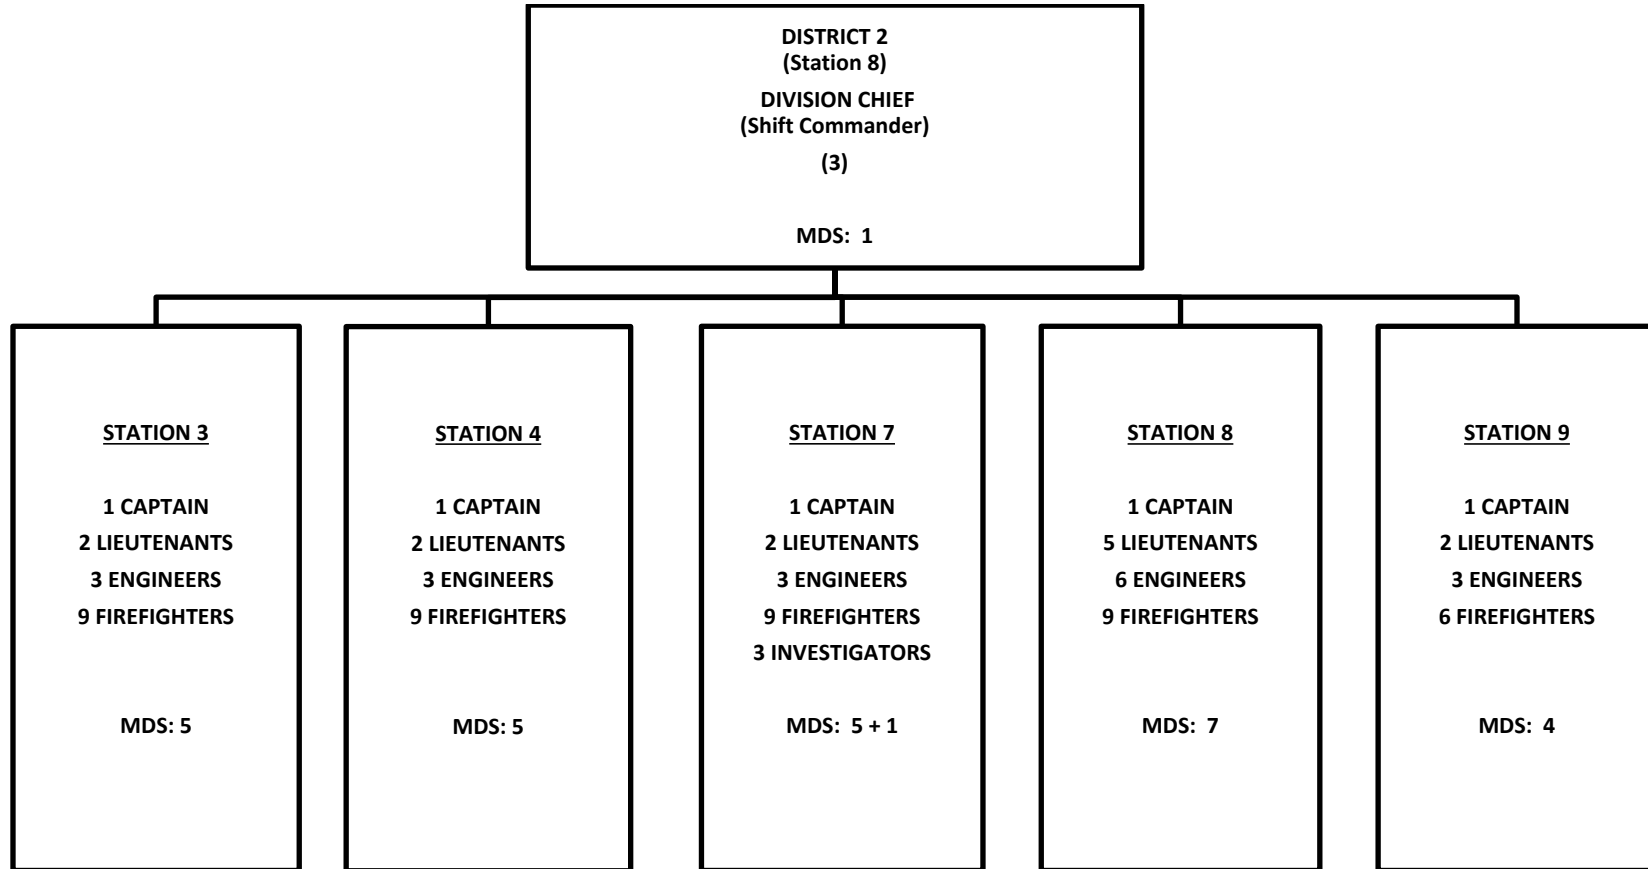 DISTRICT 2
(Station 8)
DIVISION CHIEF
(Shift Commander)
(3)
MDS: 1
STATION 3
1 CAPTAIN
2 LIEUTENANTS
3 ENGINEERS
9 FIREFIGHTERS
MDS: 5
STATION 4
1 CAPTAIN
2 LIEUTENANTS
3 ENGINEERS
9 FIREFIGHTERS
MDS: 5
STATION 7
1 CAPTAIN
2 LIEUTENANTS
3 ENGINEERS
9 FIREFIGHTERS
3 INVESTIGATORS
MDS: 5 + 1
STATION 8
1 CAPTAIN
5 LIEUTENANTS
6 ENGINEERS
9 FIREFIGHTERS
MDS: 7
STATION 9
1 CAPTAIN
2 LIEUTENANTS
3 ENGINEERS
6 FIREFIGHTERS
MDS: 4